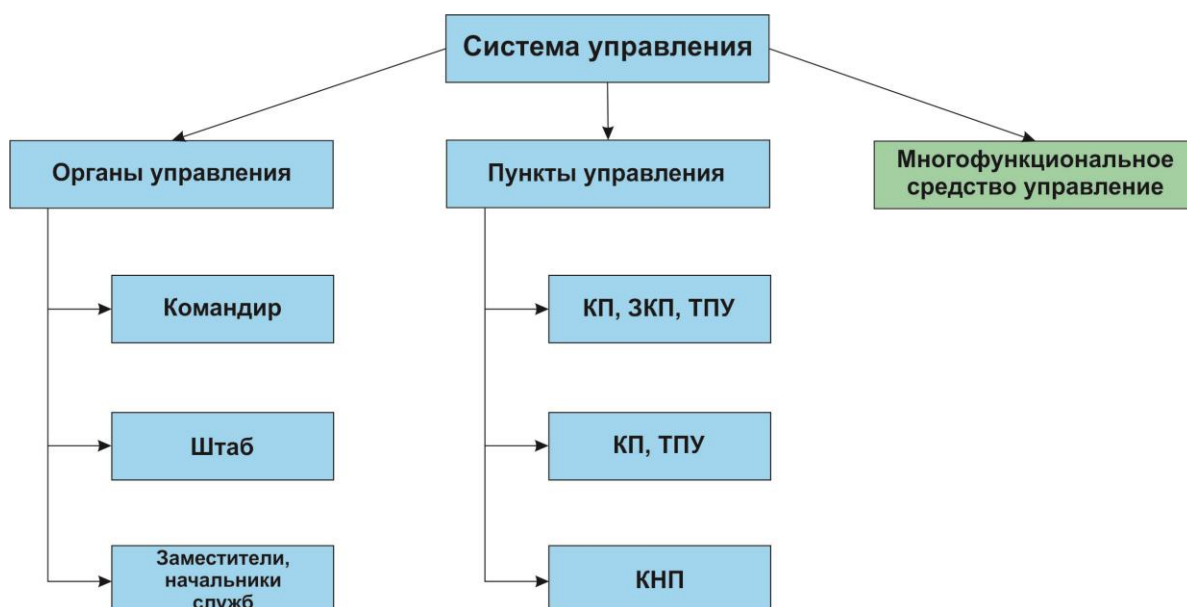 Система управления
Органы управления
Пункты управления
Многофункциональное
средство управление
Командир
КП, ЗКП, ТПУ
Штаб
КП, ТПУ
Заместители,
начальники
служб
КНП